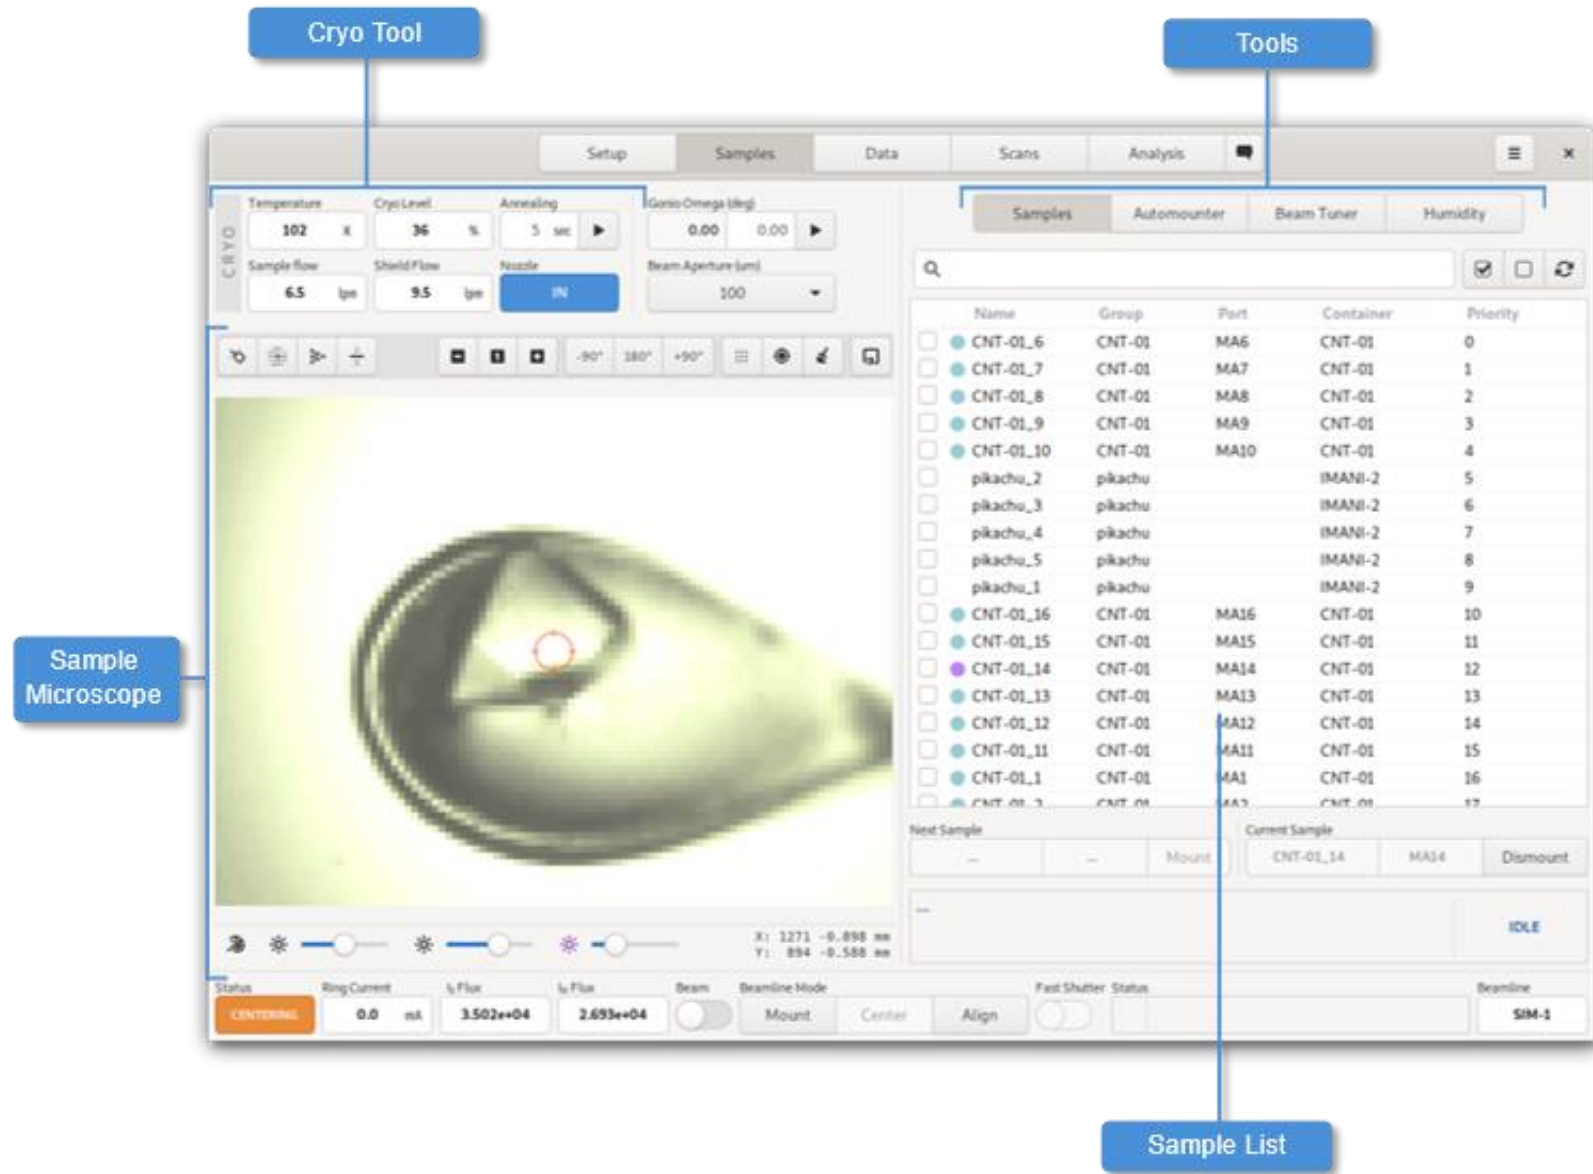 Cryo Tool
Tools
Setup Samples Data Scans Analysis
Temperature Cryo Level Annealing Gonio Omega (deg)
Samples Automounter Beam Tuner Humidity
CRYO
102 K 36 % 5 sec 0.00 0.00
Sample flow Shield Flow Nozzle Beam Aperture (um)
6.5 lpm 9.5 lpm IN 100
Name Group Port Container Priority
-90° 180° +90°
CNT-01_6 CNT-01 MA6 CNT-01 0
CNT-01_7 CNT-01 MA7 CNT-01 1
CNT-01_8 CNT-01 MA8 CNT-01 2
CNT-01_9 CNT-01 MA9 CNT-01 3
CNT-01_10 CNT-01 MA10 CNT-01 4
pikachu_2 pikachu IMANI-2 5
pikachu_3 pikachu IMANI-2 6
pikachu_4 pikachu IMANI-2 7
pikachu_5 pikachu IMANI-2 8
pikachu_1 pikachu IMANI-2 9
CNT-01_16 CNT-01 MA16 CNT-01 10
CNT-01_15 CNT-01 MA15 CNT-01 11
CNT-01_14 CNT-01 MA14 CNT-01 12
CNT-01_13 CNT-01 MA13 CNT-01 13
CNT-01_12 CNT-01 MA12 CNT-01 14
CNT-01_11 CNT-01 MA11 CNT-01 15
CNT-01_1 CNT-01 MA1 CNT-01 16
CNT-01_2 CNT-01 MA2 CNT-01 17
Sample
Microscope
Next Sample Current Sample
... ... Mount CNT-01_14 MA14 Dismount
...
IDLE
X: 1271 -0.898 mm
Y: 894 -0.588 mm
Status Ring Current Flux I₀ Flux Beam Beamline Mode Fast Shutter Status Beamline
CENTERING 0.0 mA 3.502e+04 2.693e+04 Mount Center Align SIM-1
Sample List